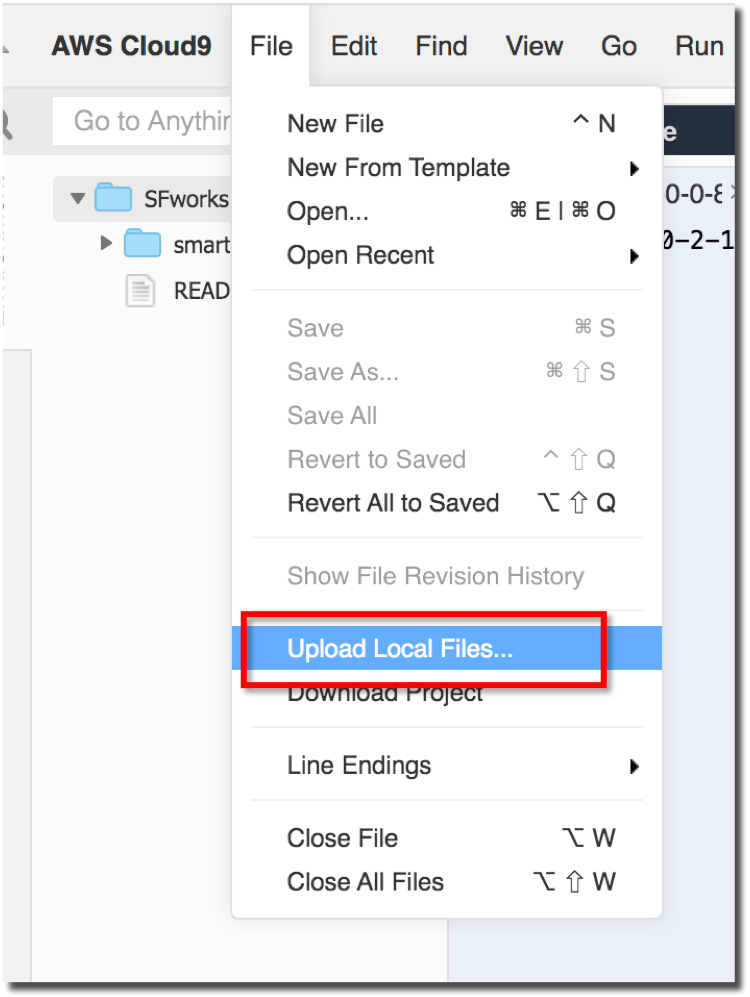 AWS Cloud9 File Edit Find View Go Run
Go to Anythin
New File ^ N
New From Template
Open... ⌘ E | ⌘ O
Open Recent
Save ⌘ S
Save As... ⌘ ⇧ S
Save All
Revert to Saved ^ ⇧ Q
Revert All to Saved ⌥ ⇧ Q
Show File Revision History
Upload Local Files...
Download Project
Line Endings
Close File ⌥ W
Close All Files ⌥ ⇧ W
SFworks
smart
READ
e
0-0-8
0-2-1